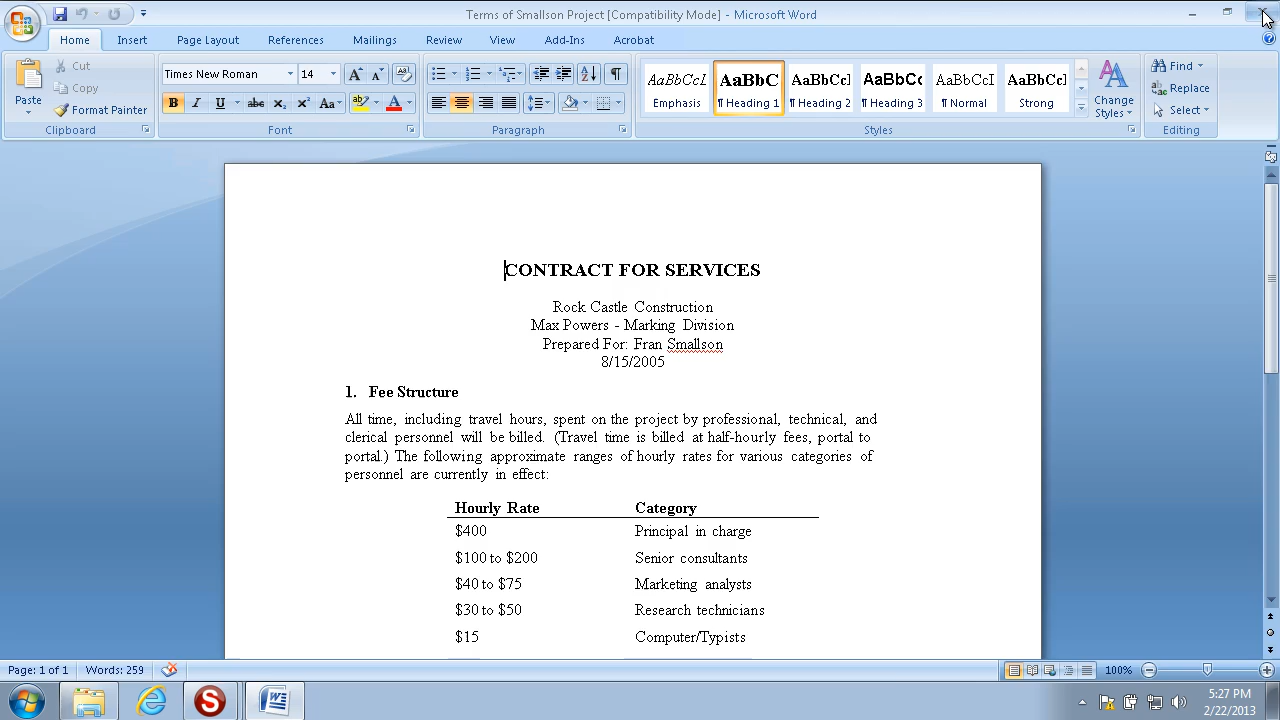 Terms of Smallson Project [Compatibility Mode] - Microsoft Word
Home Insert Page Layout References Mailings Review View Add-Ins Acrobat
Paste
Cut
Copy
Format Painter
Clipboard
Times New Roman 14
B I U abc x₂ x² Aa ab A
Font
Paragraph
AaBbCcI AaBbC AaBbCcI AaBbCc AaBbCcI AaBbCcI
Emphasis ¶ Heading 1 ¶ Heading 2 ¶ Heading 3 ¶ Normal Strong
Change Styles
Styles
Find
Replace
Select
Editing
CONTRACT FOR SERVICES
Rock Castle Construction
Max Powers - Marking Division
Prepared For: Fran Smallson
8/15/2005
1. Fee Structure
All time, including travel hours, spent on the project by professional, technical, and
clerical personnel will be billed. (Travel time is billed at half-hourly fees, portal to
portal.) The following approximate ranges of hourly rates for various categories of
personnel are currently in effect:
Hourly Rate Category
$400 Principal in charge
$100 to $200 Senior consultants
$40 to $75 Marketing analysts
$30 to $50 Research technicians
$15 Computer/Typists
Page: 1 of 1 Words: 259 100%
5:27 PM
2/22/2013